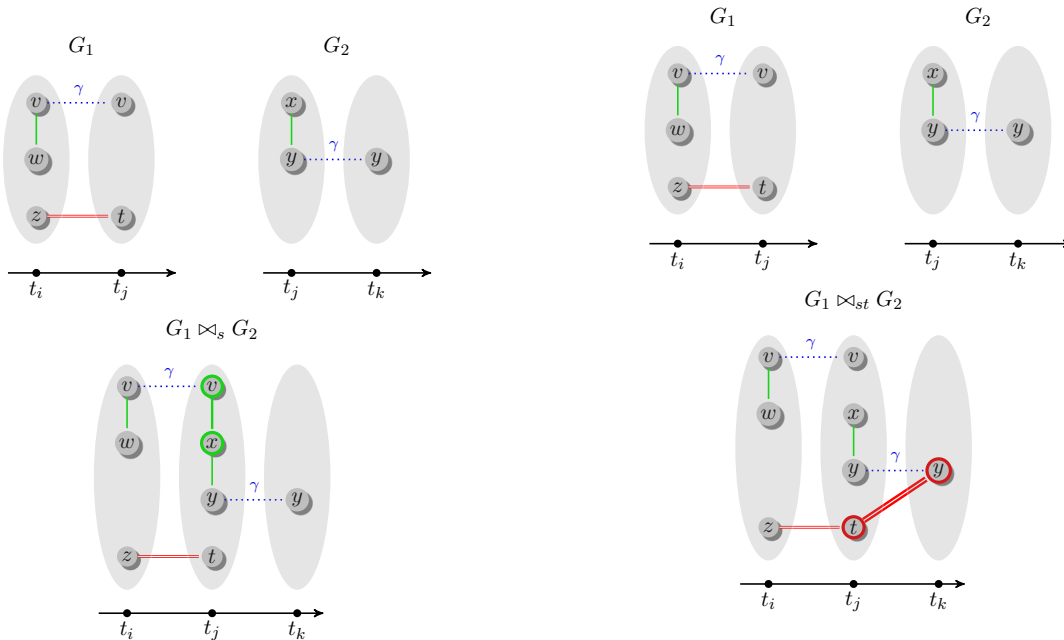 G₁ G₂
v γ v x
w y γ y
z t
tᵢ tⱼ tⱼ tₖ
G₁ ⋈ₛ G₂
v γ v
w x
y γ y
z t
tᵢ tⱼ tₖ
G₁ G₂
v γ v x
w y γ y
z t
tᵢ tⱼ tⱼ tₖ
G₁ ⋈ₛₜ G₂
v γ v
w x
y γ y
z t
tᵢ tⱼ tₖ